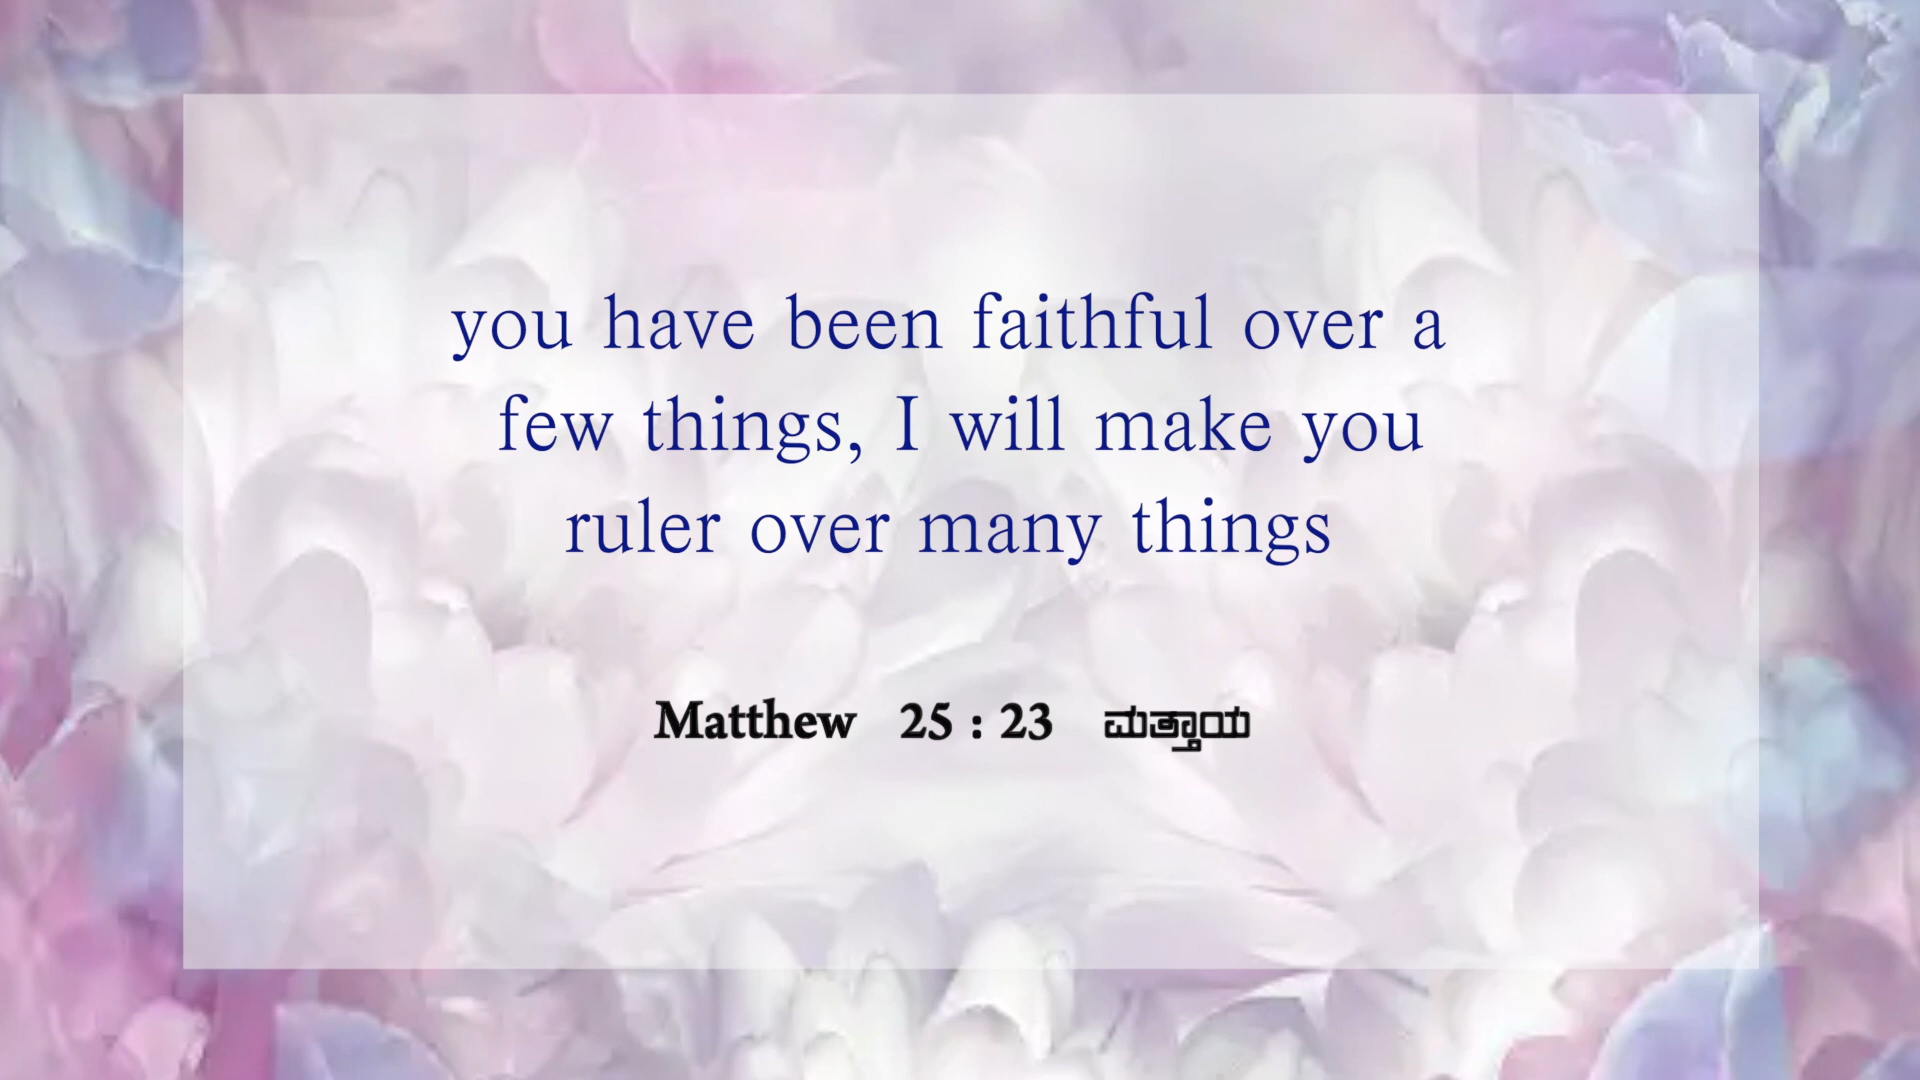 you have been faithful over a
few things, I will make you
ruler over many things
Matthew 25 : 23 ಮತ್ತಾಯ